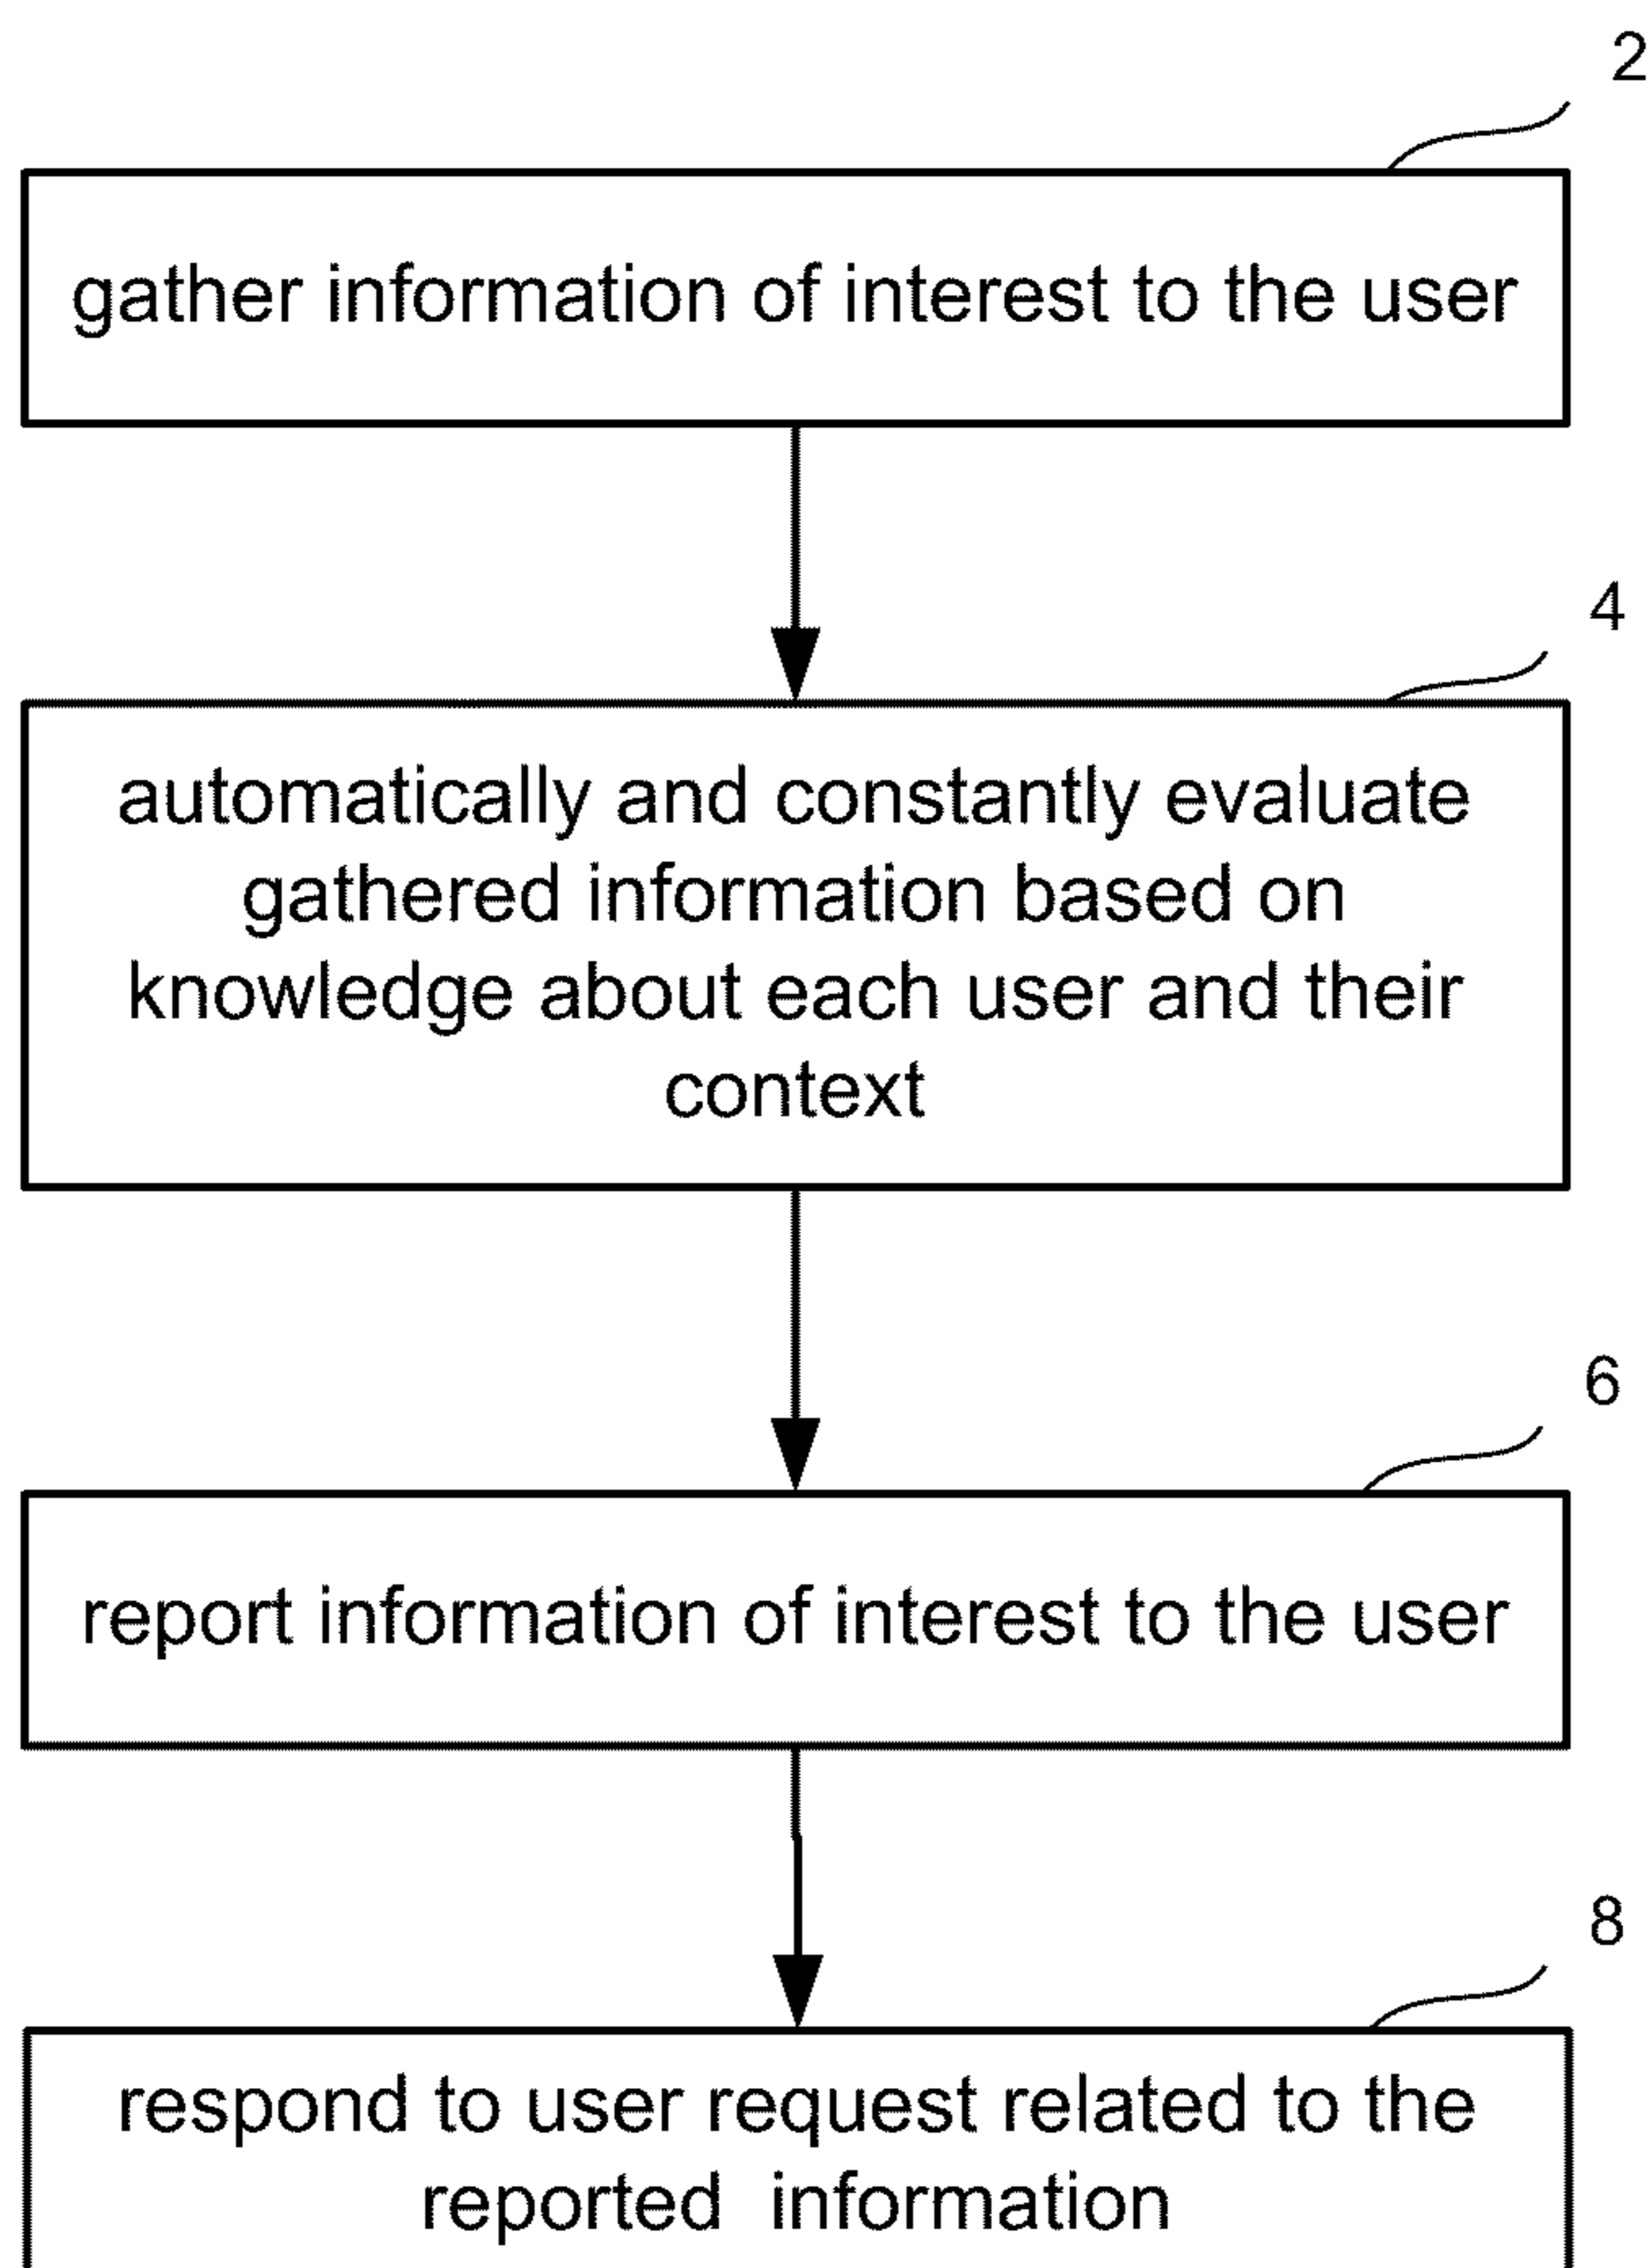 2
gather information of interest to the user
4
automatically and constantly evaluate
gathered information based on
knowledge about each user and their
context
6
report information of interest to the user
8
respond to user request related to the
reported information